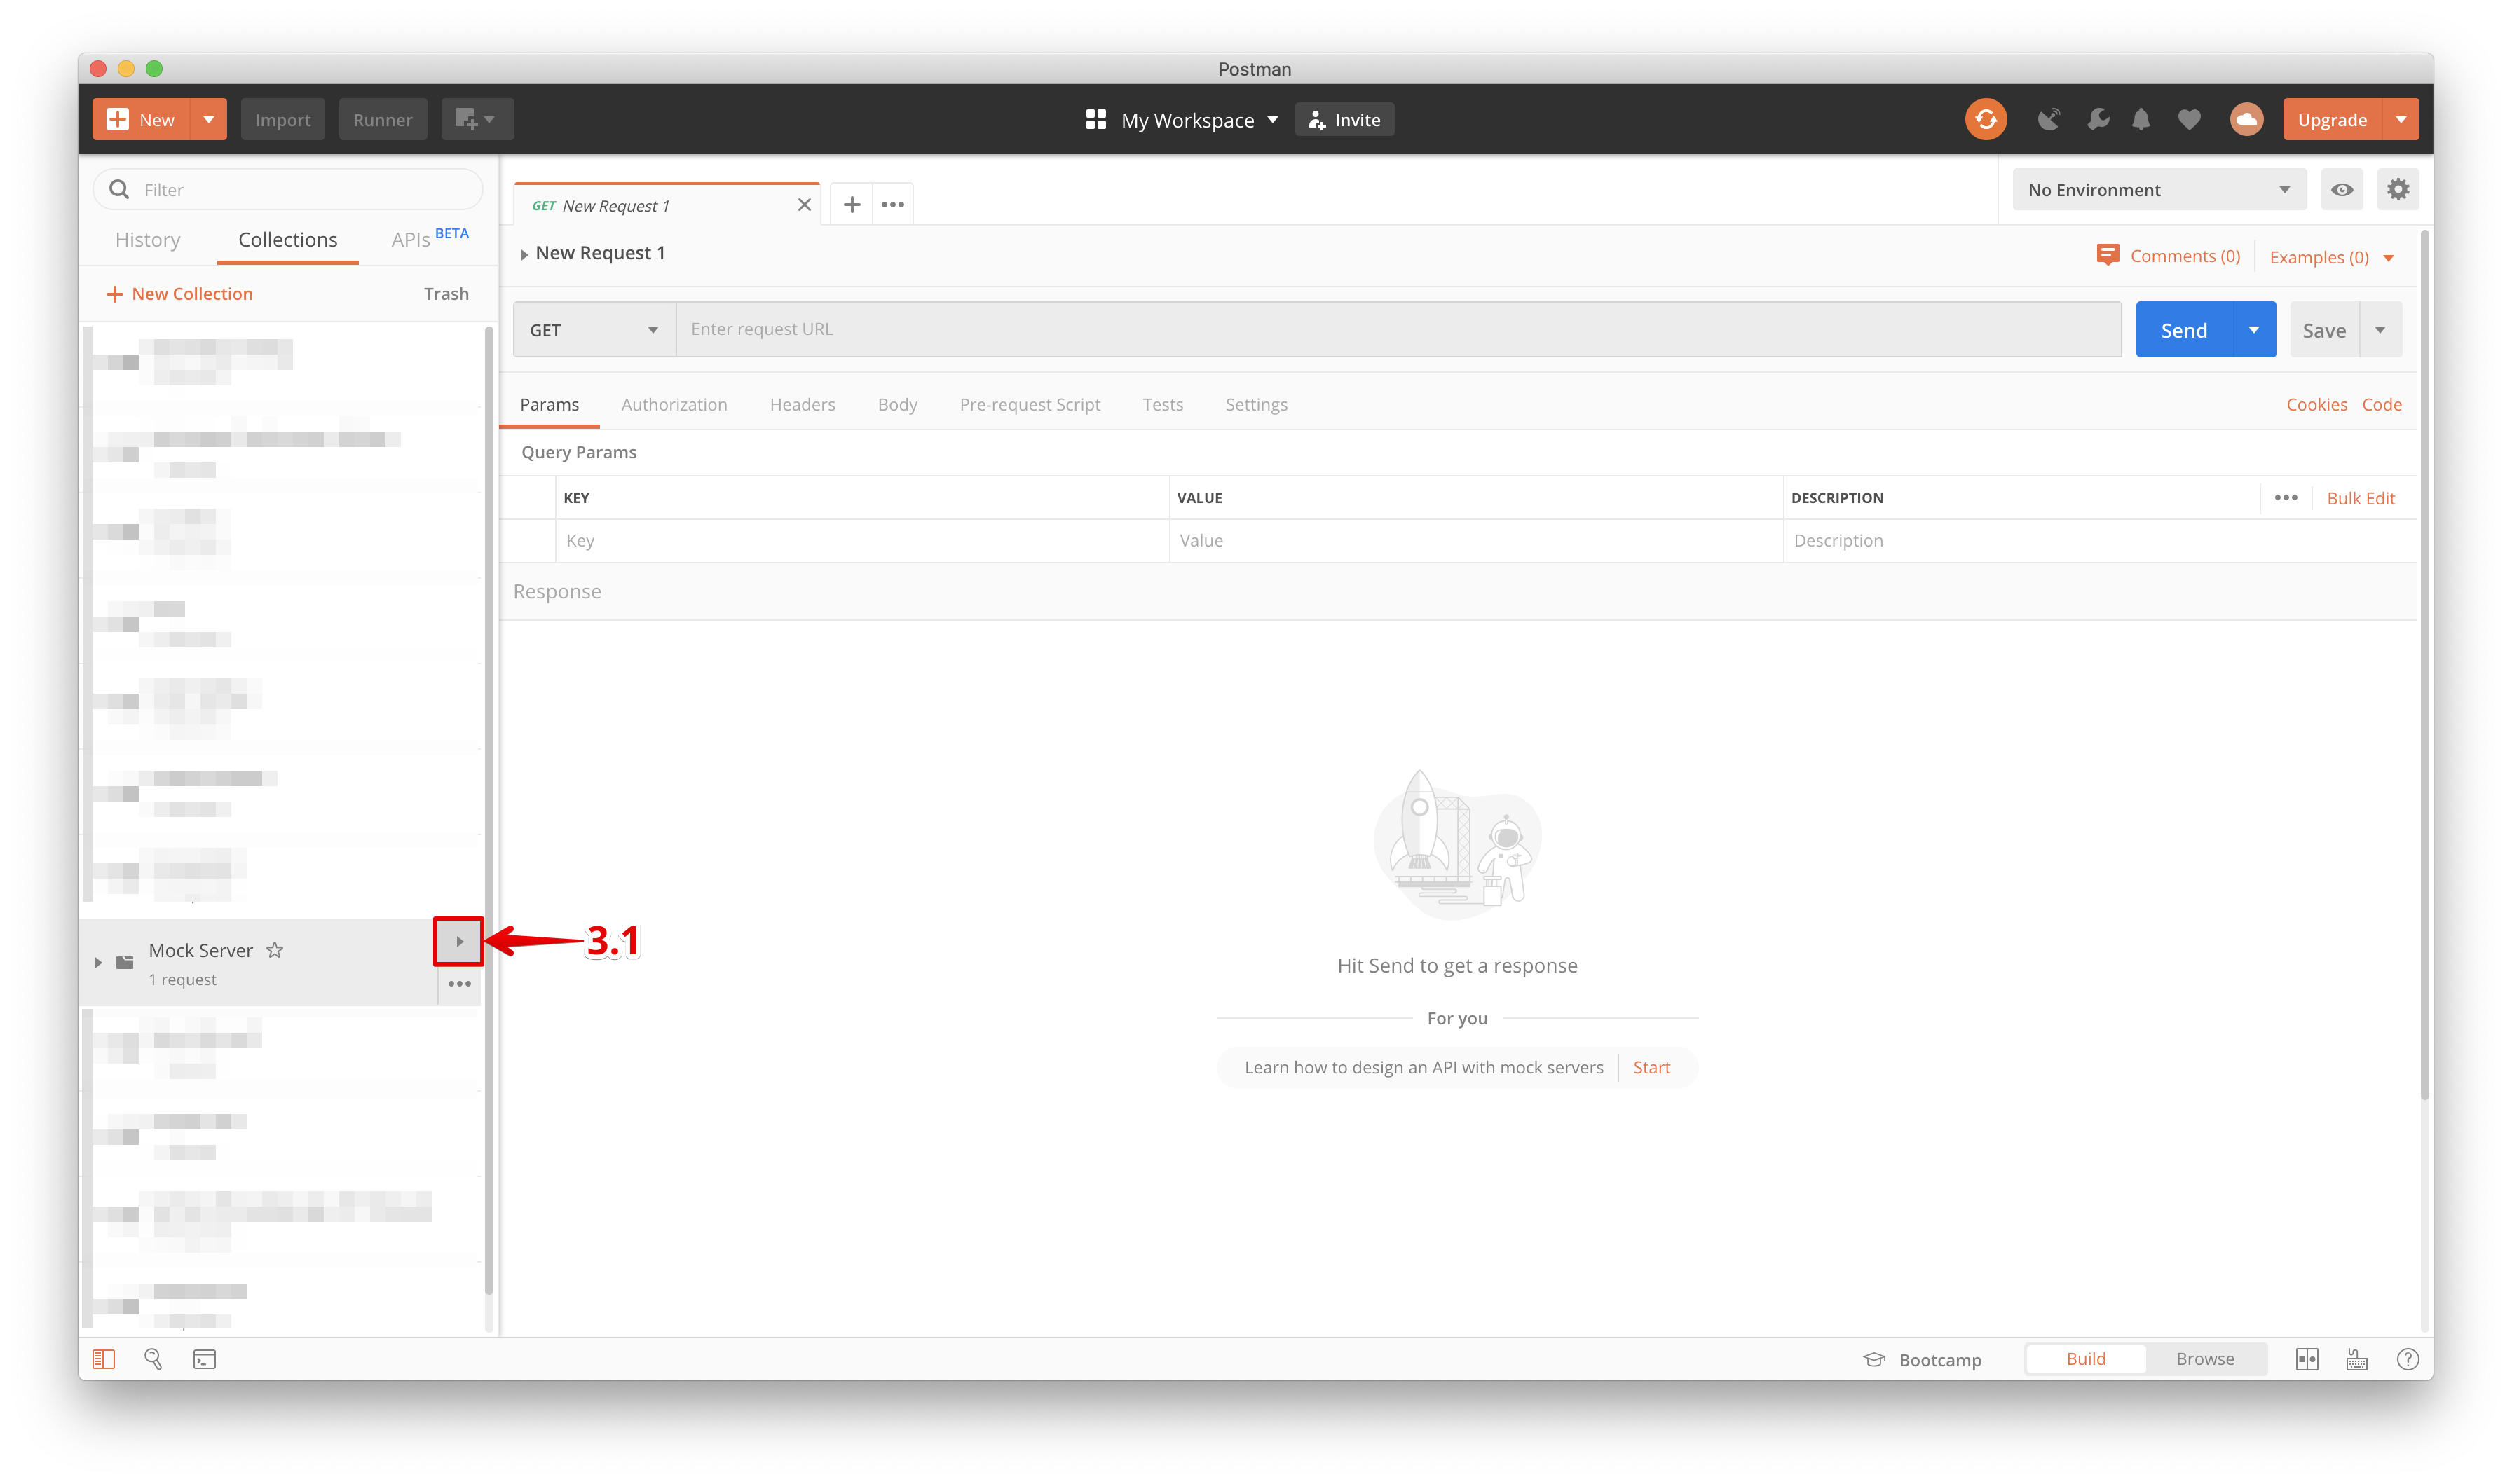 Postman
New
Import
Runner
My Workspace
Invite
Upgrade
Filter
History
Collections
APIs BETA
New Collection
Trash
Mock Server
1 request
3.1
GET New Request 1
No Environment
New Request 1
Comments (0)
Examples (0)
GET
Enter request URL
Send
Save
Params
Authorization
Headers
Body
Pre-request Script
Tests
Settings
Cookies
Code
Query Params
KEY
VALUE
DESCRIPTION
Bulk Edit
Key
Value
Description
Response
Hit Send to get a response
For you
Learn how to design an API with mock servers
Start
Bootcamp
Build
Browse